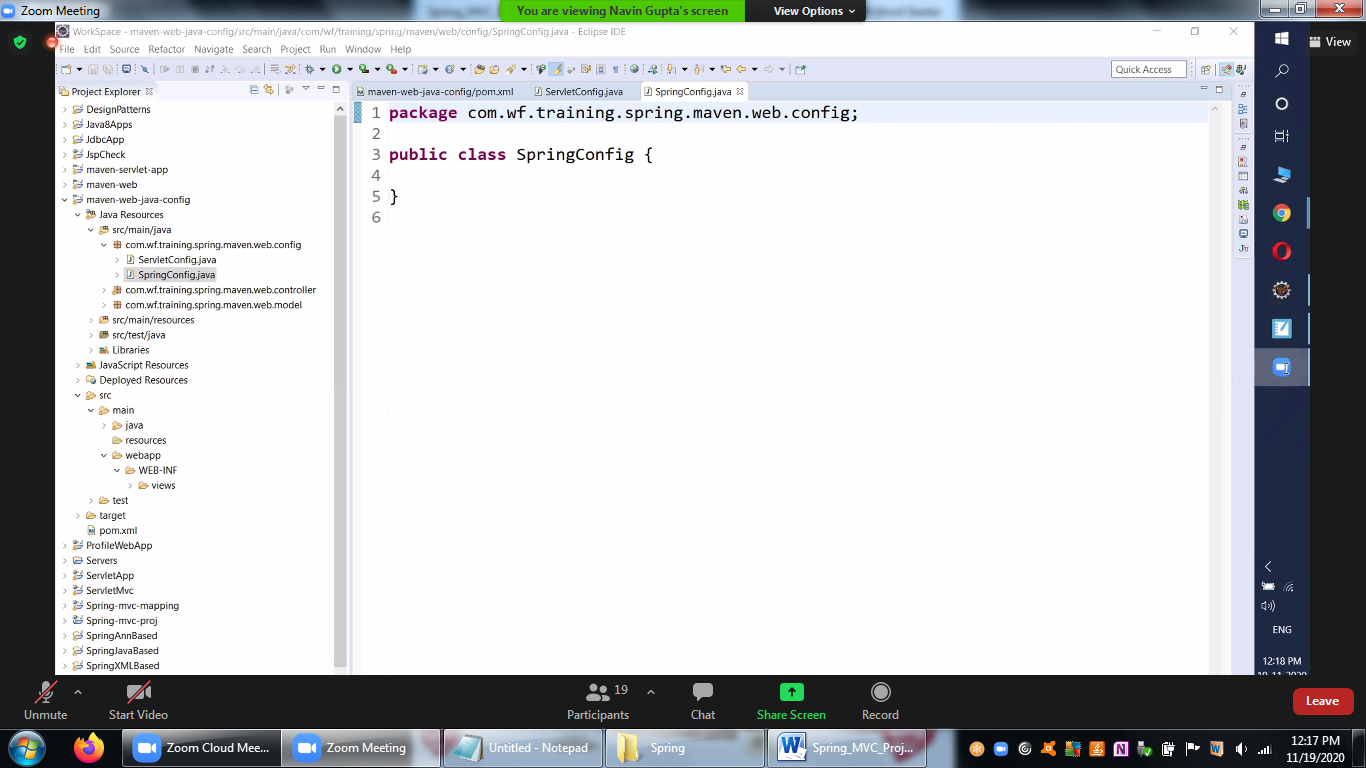 Zoom Meeting
You are viewing Navin Gupta's screen
View Options
WorkSpace - maven-web-java-config/src/main/java/com/wf/training/spring/maven/web/config/SpringConfig.java - Eclipse IDE
View
File Edit Source Refactor Navigate Search Project Run Window Help
Quick Access
Project Explorer
maven-web-java-config/pom.xml
ServletConfig.java
SpringConfig.java
DesignPatterns
Java8Apps
JdbcApp
JspCheck
maven-servlet-app
maven-web
maven-web-java-config
Java Resources
src/main/java
com.wf.training.spring.maven.web.config
ServletConfig.java
SpringConfig.java
com.wf.training.spring.maven.web.controller
com.wf.training.spring.maven.web.model
src/main/resources
src/test/java
Libraries
JavaScript Resources
Deployed Resources
src
main
java
resources
webapp
WEB-INF
views
test
target
pom.xml
ProfileWebApp
Servers
ServletApp
ServletMvc
Spring-mvc-mapping
Spring-mvc-proj
SpringAnnBased
SpringJavaBased
SpringXMLBased
1 package com.wf.training.spring.maven.web.config;
2
3 public class SpringConfig {
4
5 }
6
ENG
12:18 PM
Unmute
Start Video
19
Participants
Chat
Share Screen
Record
Leave
Zoom Cloud Mee...
Zoom Meeting
Untitled - Notepad
Spring
Spring_MVC_Proj...
12:17 PM
11/19/2020